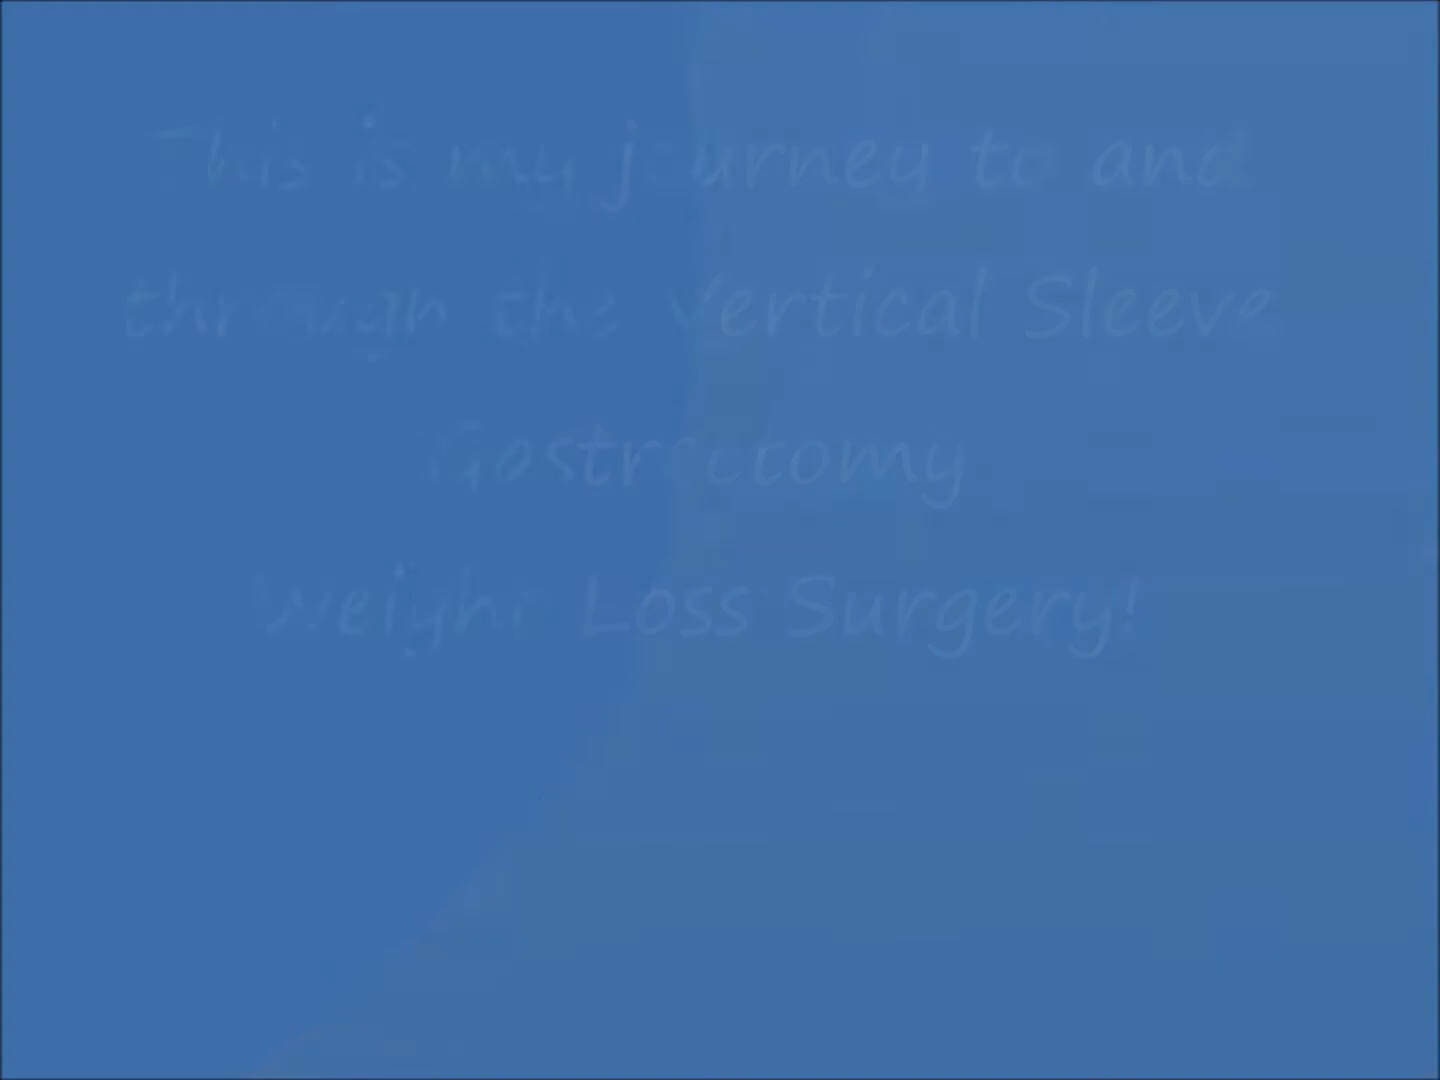 This is my journey to and
through the Vertical Sleeve
Gastrectomy
Weight Loss Surgery!